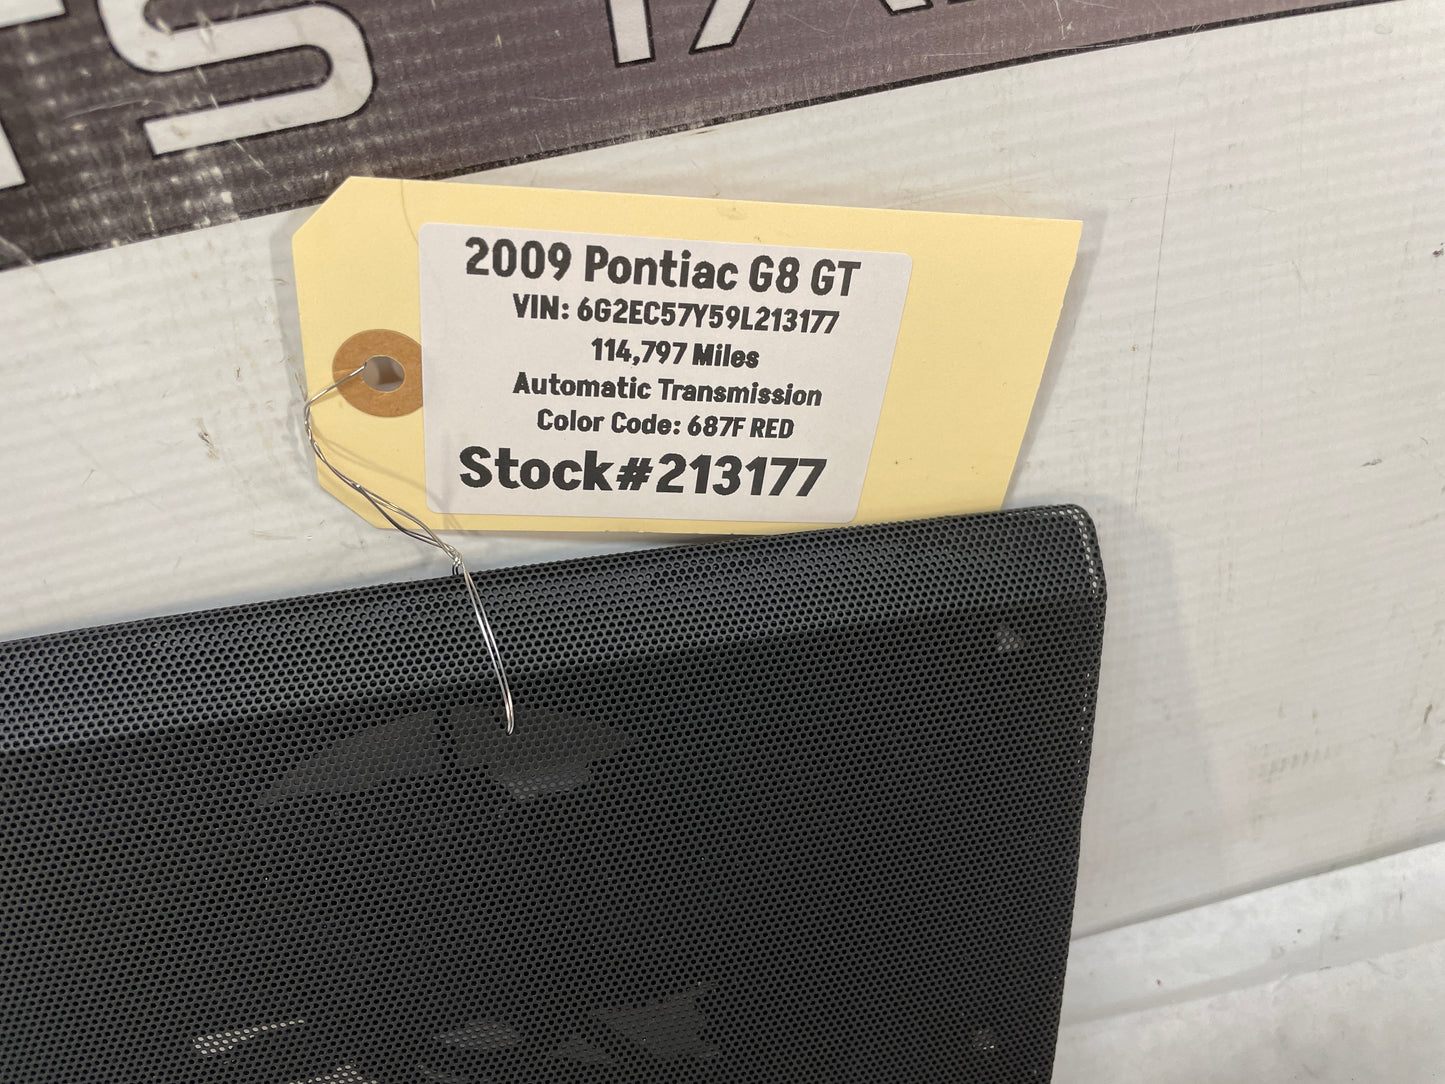 2009 Pontiac G8 GT
VIN: 6G2EC57Y59L213177
114,797 Miles
Automatic Transmission
Color Code: 687F RED
Stock#213177